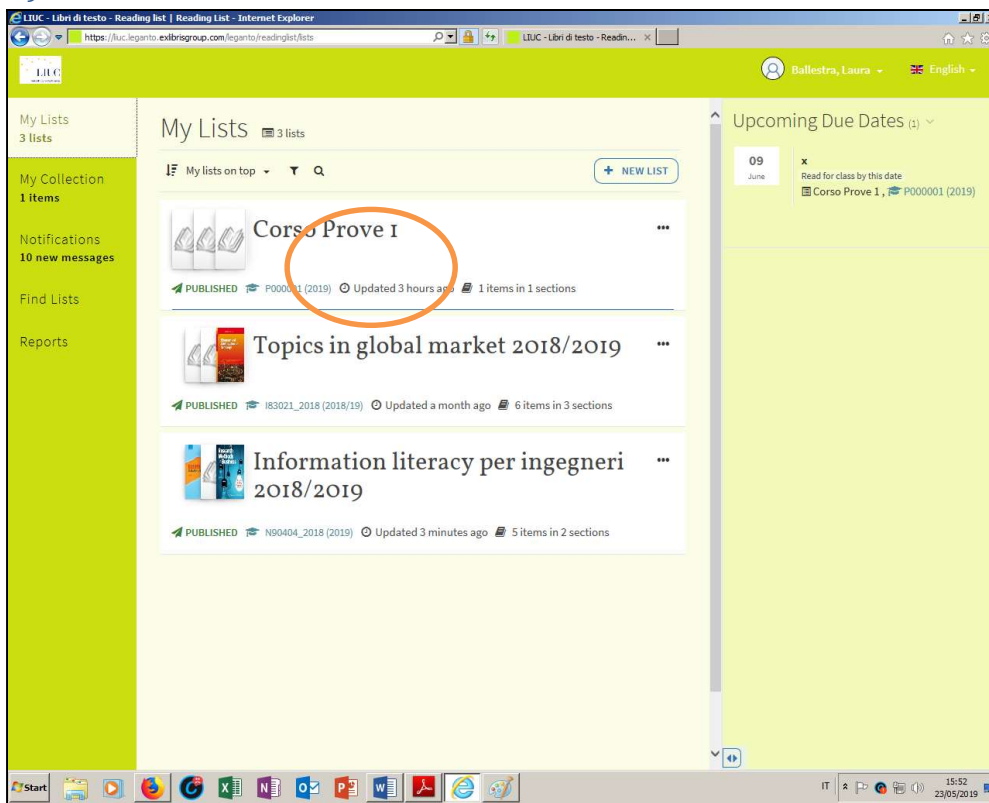 LIUC - Libri di testo - Reading list | Reading List - Internet Explorer
https://liuc.leganto.exlibrisgroup.com/leganto/readinglist/lists
LIUC - Libri di testo - Readin...
LIUC
Ballestra, Laura
English
My Lists
3 lists
My Collection
1 items
Notifications
10 new messages
Find Lists
Reports
My Lists 3 lists
My lists on top
+ NEW LIST
Corso Prove 1
PUBLISHED P000001 (2019) Updated 3 hours ago 1 items in 1 sections
Topics in global market 2018/2019
PUBLISHED I83021_2018 (2018/19) Updated a month ago 6 items in 3 sections
Information literacy per ingegneri
2018/2019
PUBLISHED N90404_2018 (2019) Updated 3 minutes ago 5 items in 2 sections
Upcoming Due Dates (1)
09
June
x
Read for class by this date
Corso Prove 1 , P000001 (2019)
Start
IT
15:52
23/05/2019